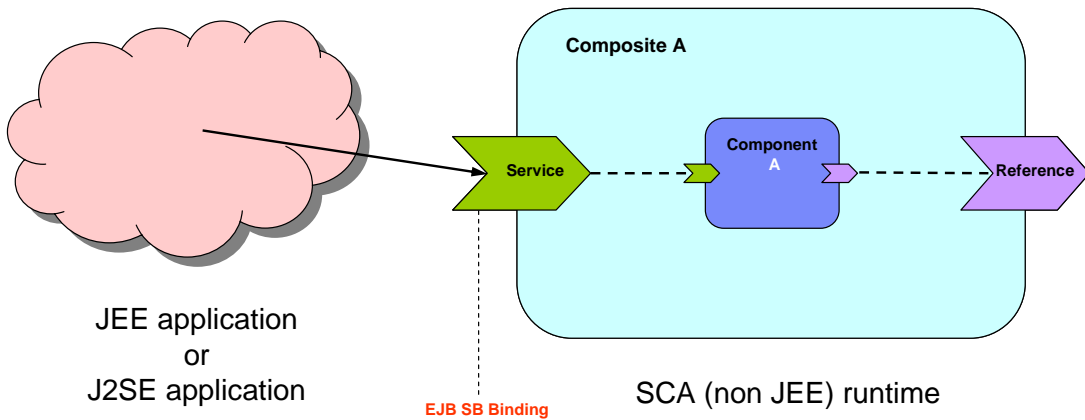 Composite A
Component
A
Service
Reference
JEE application
or
J2SE application
EJB SB Binding
SCA (non JEE) runtime